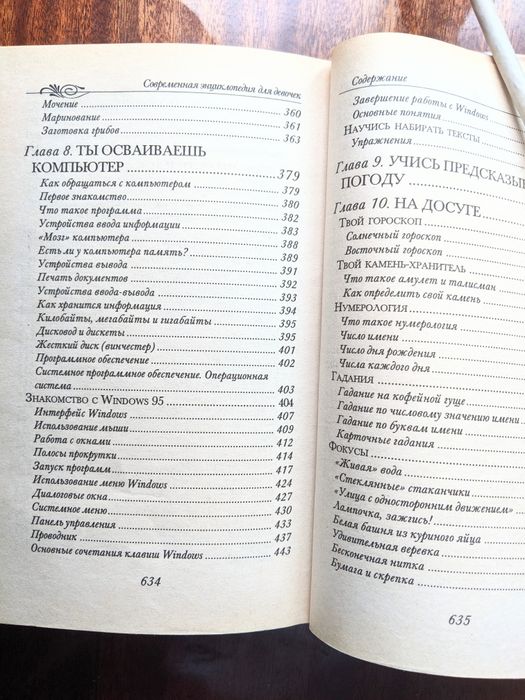 Современная энциклопедия для девочек
Мочение 360
Маринование 361
Заготовка грибов 363
Глава 8. ТЫ ОСВАИВАЕШЬ
КОМПЬЮТЕР 379
Как обращаться с компьютером 379
Первое знакомство 380
Что такое программа 382
Устройства ввода информации 383
«Мозг» компьютера 388
Есть ли у компьютера память? 389
Устройства вывода 391
Печать документов 392
Устройства ввода-вывода 393
Как хранится информация 394
Килобайты, мегабайты и гигабайты 395
Дисковод и дискеты 395
Жесткий диск (винчестер) 401
Программное обеспечение 402
Системное программное обеспечение. Операционная
система 403
Знакомство с Windows 95 404
Интерфейс Windows 407
Использование мыши 409
Работа с окнами 412
Полосы прокрутки 414
Запуск программ 417
Использование меню Windows 424
Диалоговые окна 427
Системное меню 430
Панель управления 433
Проводник 437
Основные сочетания клавиш Windows 443
634
Содержание
Завершение работы с Windows
Основные понятия
Научись набирать тексты
Упражнения
Глава 9. УЧИСЬ ПРЕДСКАЗЫ
ПОГОДУ
Глава 10. НА ДОСУГЕ
Твой гороскоп
Солнечный гороскоп
Восточный гороскоп
Твой камень-хранитель
Что такое амулет и талисман
Как определить свой камень
Нумерология
Что такое нумерология
Число имени
Число дня рождения
Числа каждого дня
Гадания
Гадание на кофейной гуще
Гадание по числовому значению имени
Гадание по буквам имени
Карточные гадания
Фокусы
«Живая» вода
«Стеклянные» стаканчики
«Улица с односторонним движением»
Лампочка, зажгись!
Белая башня из куриного яйца
Удивительная веревка
Бесконечная нитка
Бумага и скрепка
635